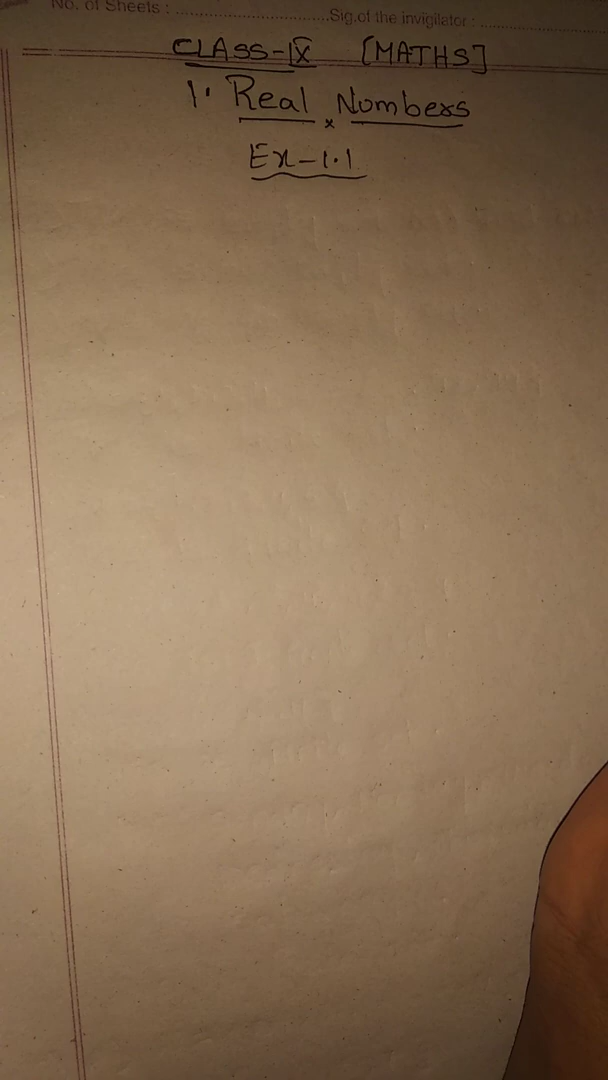 No. of Sheets : ..............................Sig.of the invigilator : ..............................
CLASS-IX [MATHS]
1. Real Numbers
x
Ex-1.1